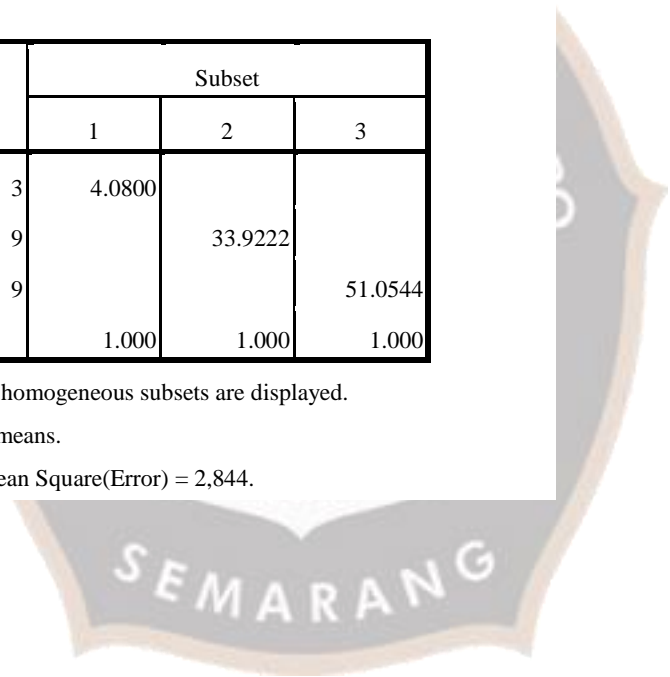 Subset
1 2 3
3 4.0800
9 33.9222
9 51.0544
1.000 1.000 1.000
homogeneous subsets are displayed.
means.
Square(Error) = 2,844.
SEMARANG